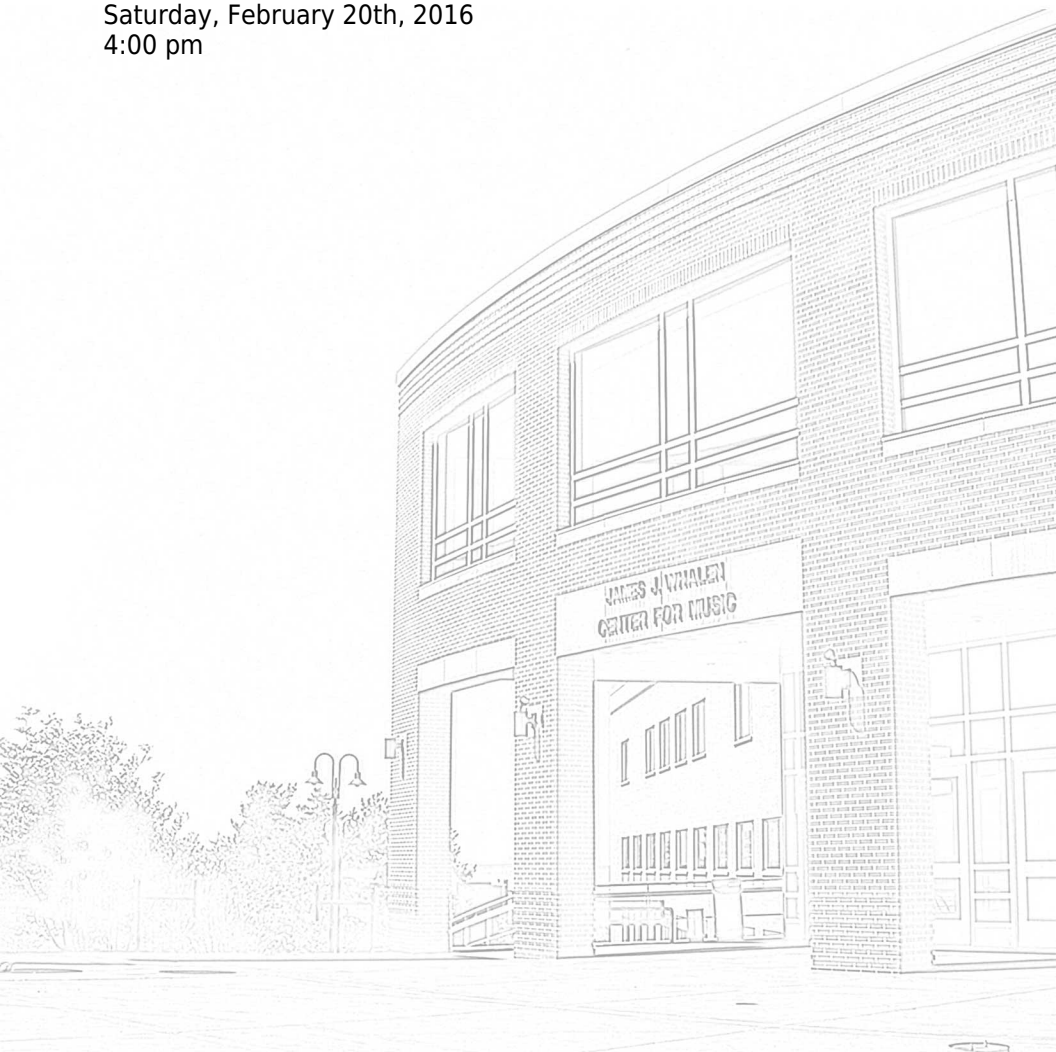 Saturday, February 20th, 2016
4:00 pm
JAMES J. WHALEN
CENTER FOR MUSIC